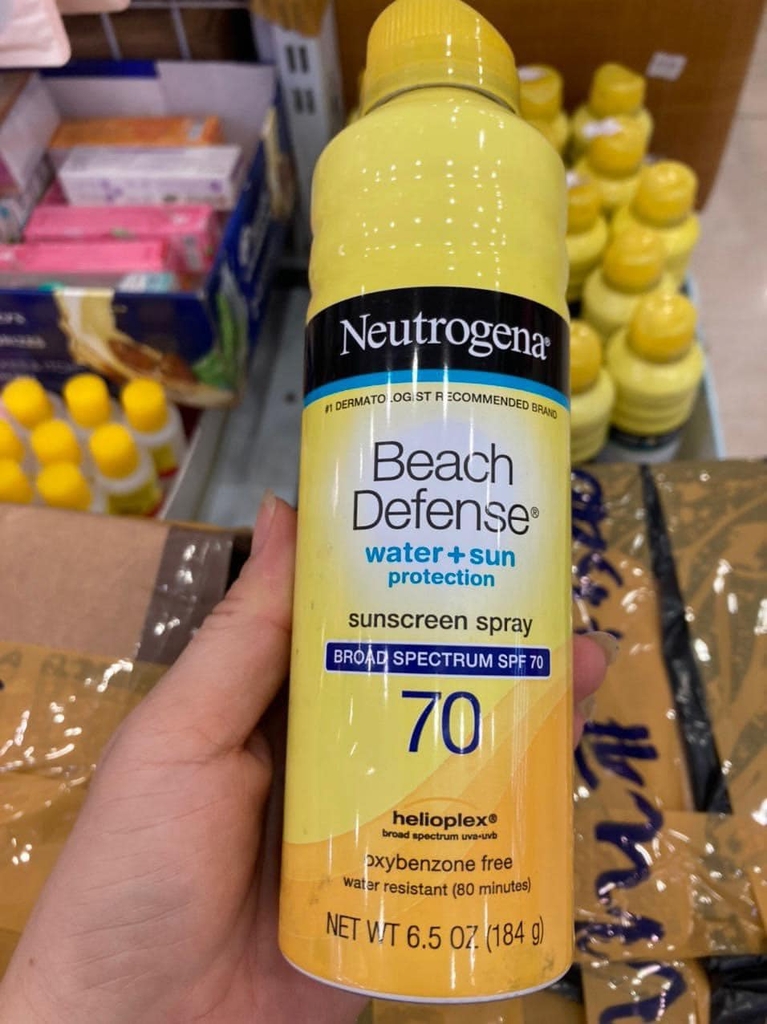 Neutrogena®
#1 DERMATOLOGIST RECOMMENDED BRAND
Beach
Defense®
water + sun
protection
sunscreen spray
BROAD SPECTRUM SPF 70
70
helioplex®
broad spectrum uva•uvb
oxybenzone free
water resistant (80 minutes)
NET WT 6.5 OZ (184 g)